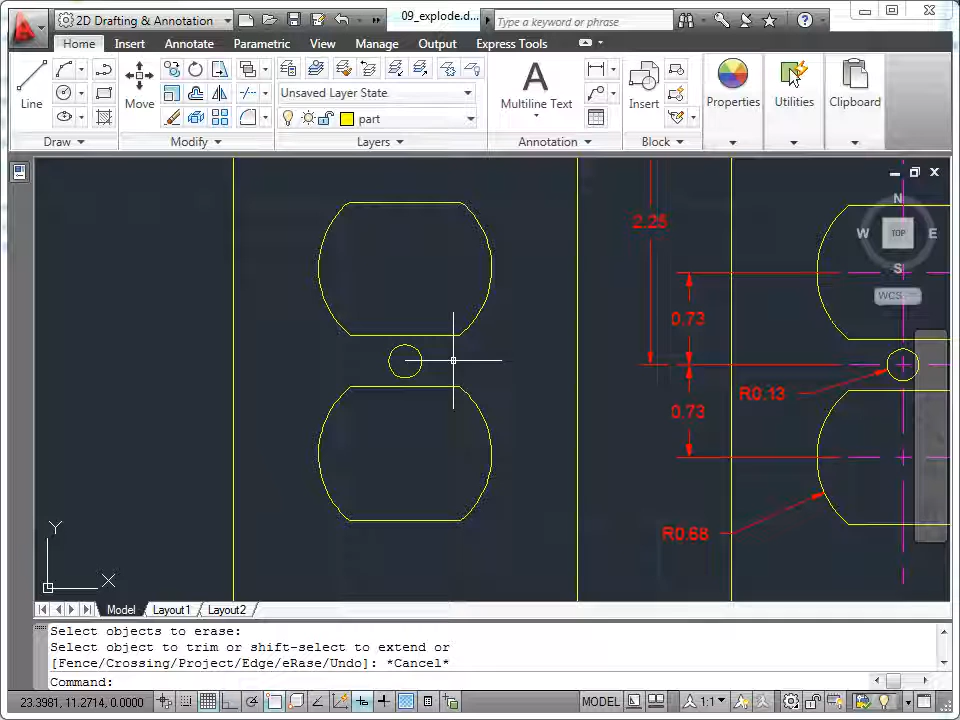 2D Drafting & Annotation
09_explode.d...
Type a keyword or phrase
Home Insert Annotate Parametric View Manage Output Express Tools
Unsaved Layer State
Line Move Multiline Text Insert Properties Utilities Clipboard
part
Draw Modify Layers Annotation Block
N
W TOP E
S
WCS
2.25
0.73
R0.13
0.73
R0.68
Y
X
Model Layout1 Layout2
Select objects to erase:
Select object to trim or shift-select to extend or
[Fence/Crossing/Project/Edge/eRase/Undo]: *Cancel*
Command:
23.3981, 11.2714, 0.0000 MODEL 1:1